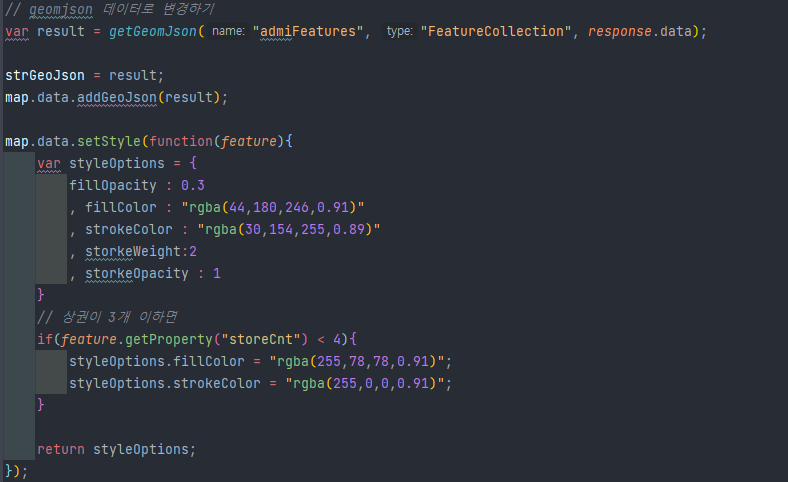 // geomjson 데이터로 변경하기
var result = getGeomJson( name: "admiFeatures", type: "FeatureCollection", response.data);
strGeoJson = result;
map.data.addGeoJson(result);
map.data.setStyle(function(feature){
var styleOptions = {
fillOpacity : 0.3
, fillColor : "rgba(44,180,246,0.91)"
, strokeColor : "rgba(30,154,255,0.89)"
, storkeWeight:2
, storkeOpacity : 1
}
// 상권이 3개 이하면
if(feature.getProperty("storeCnt") < 4){
styleOptions.fillColor = "rgba(255,78,78,0.91)";
styleOptions.strokeColor = "rgba(255,0,0,0.91)";
}
return styleOptions;
});